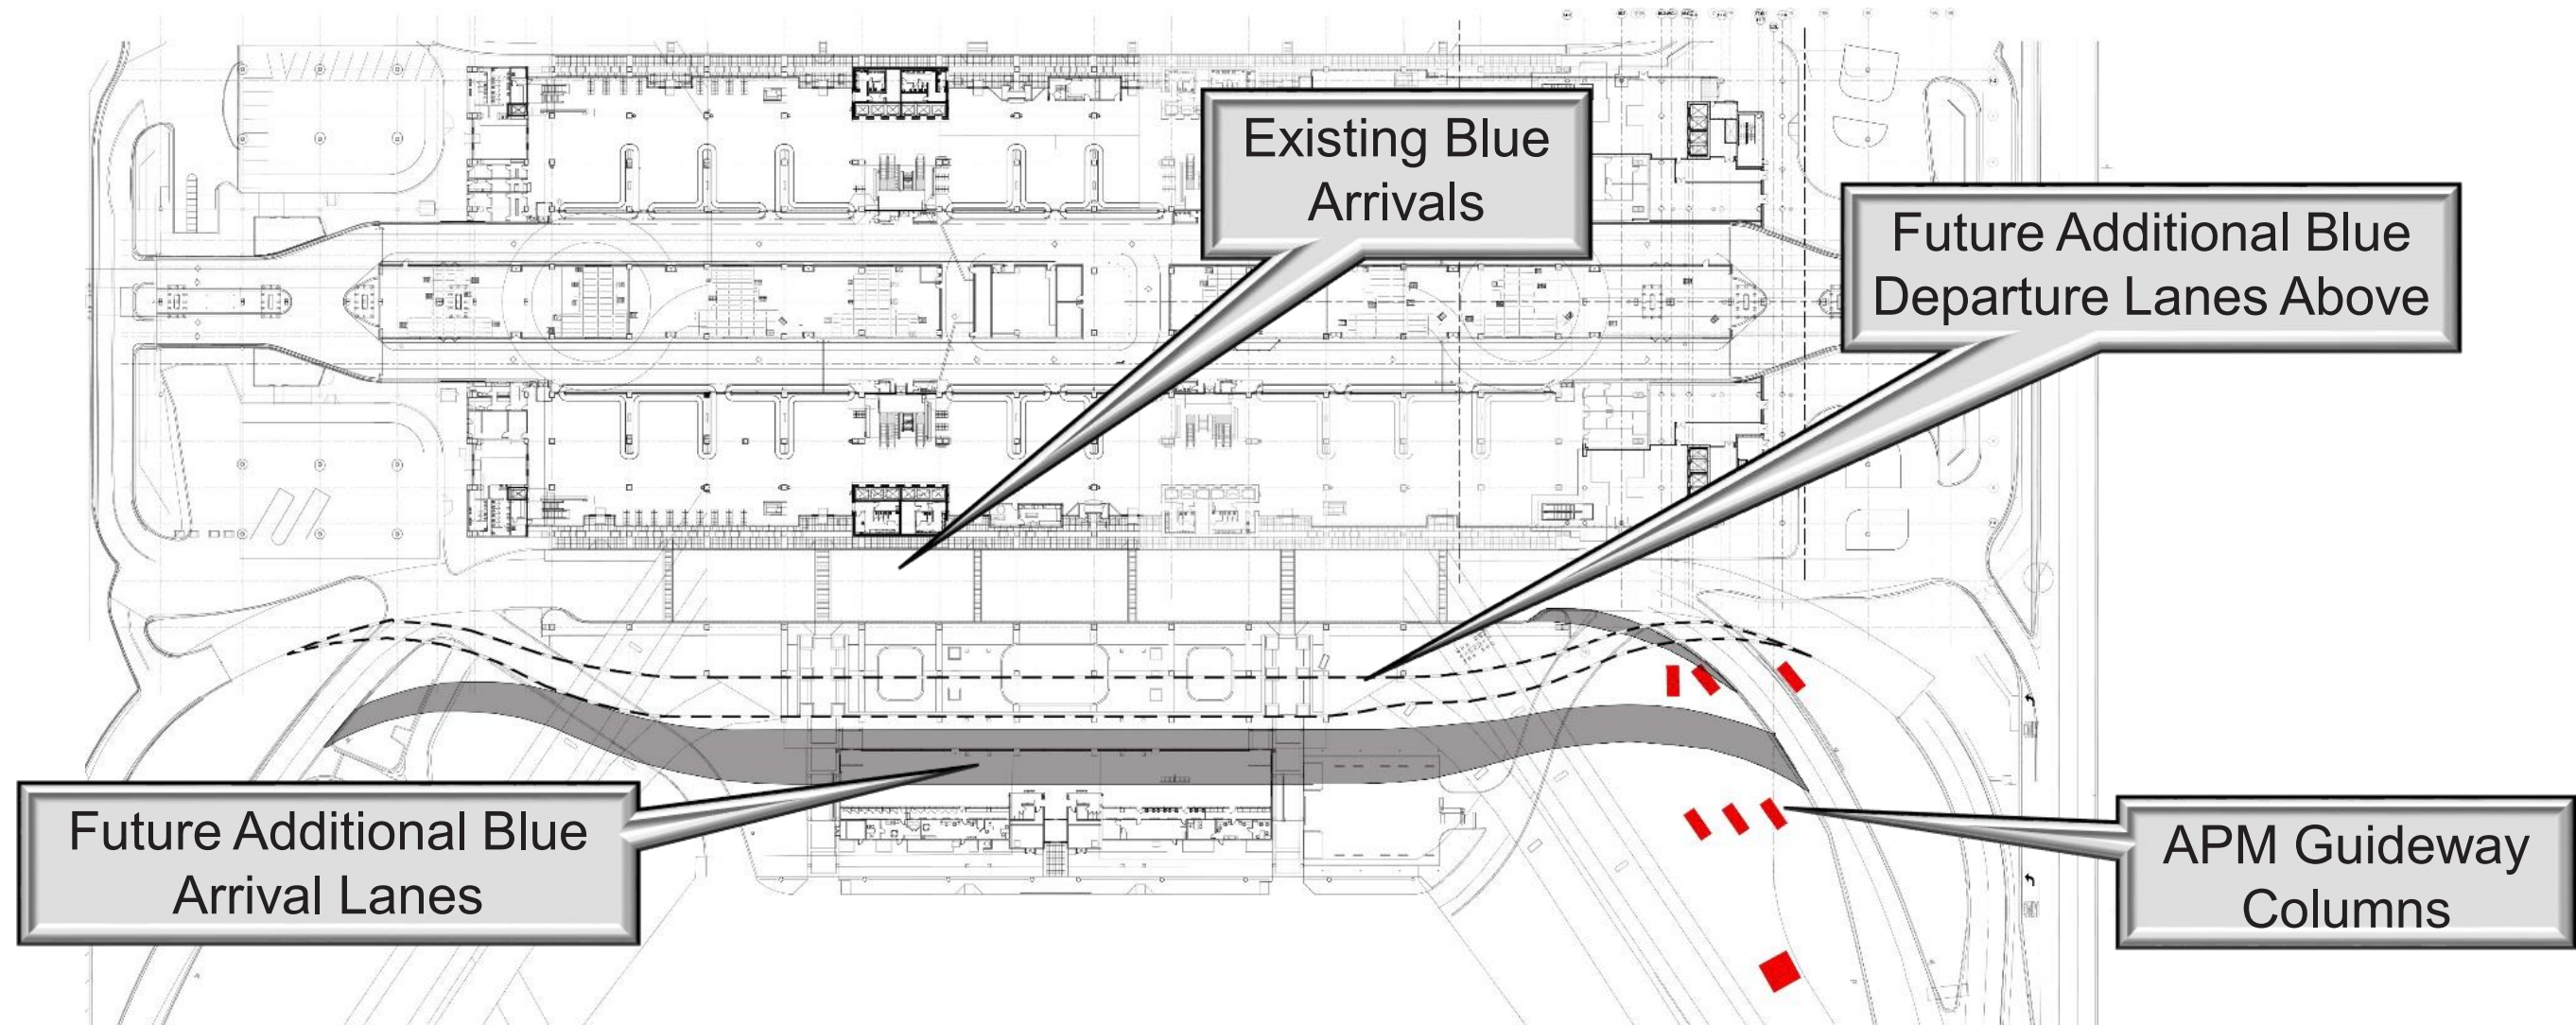 Existing Blue
Arrivals
Future Additional Blue
Departure Lanes Above
Future Additional Blue
Arrival Lanes
APM Guideway
Columns